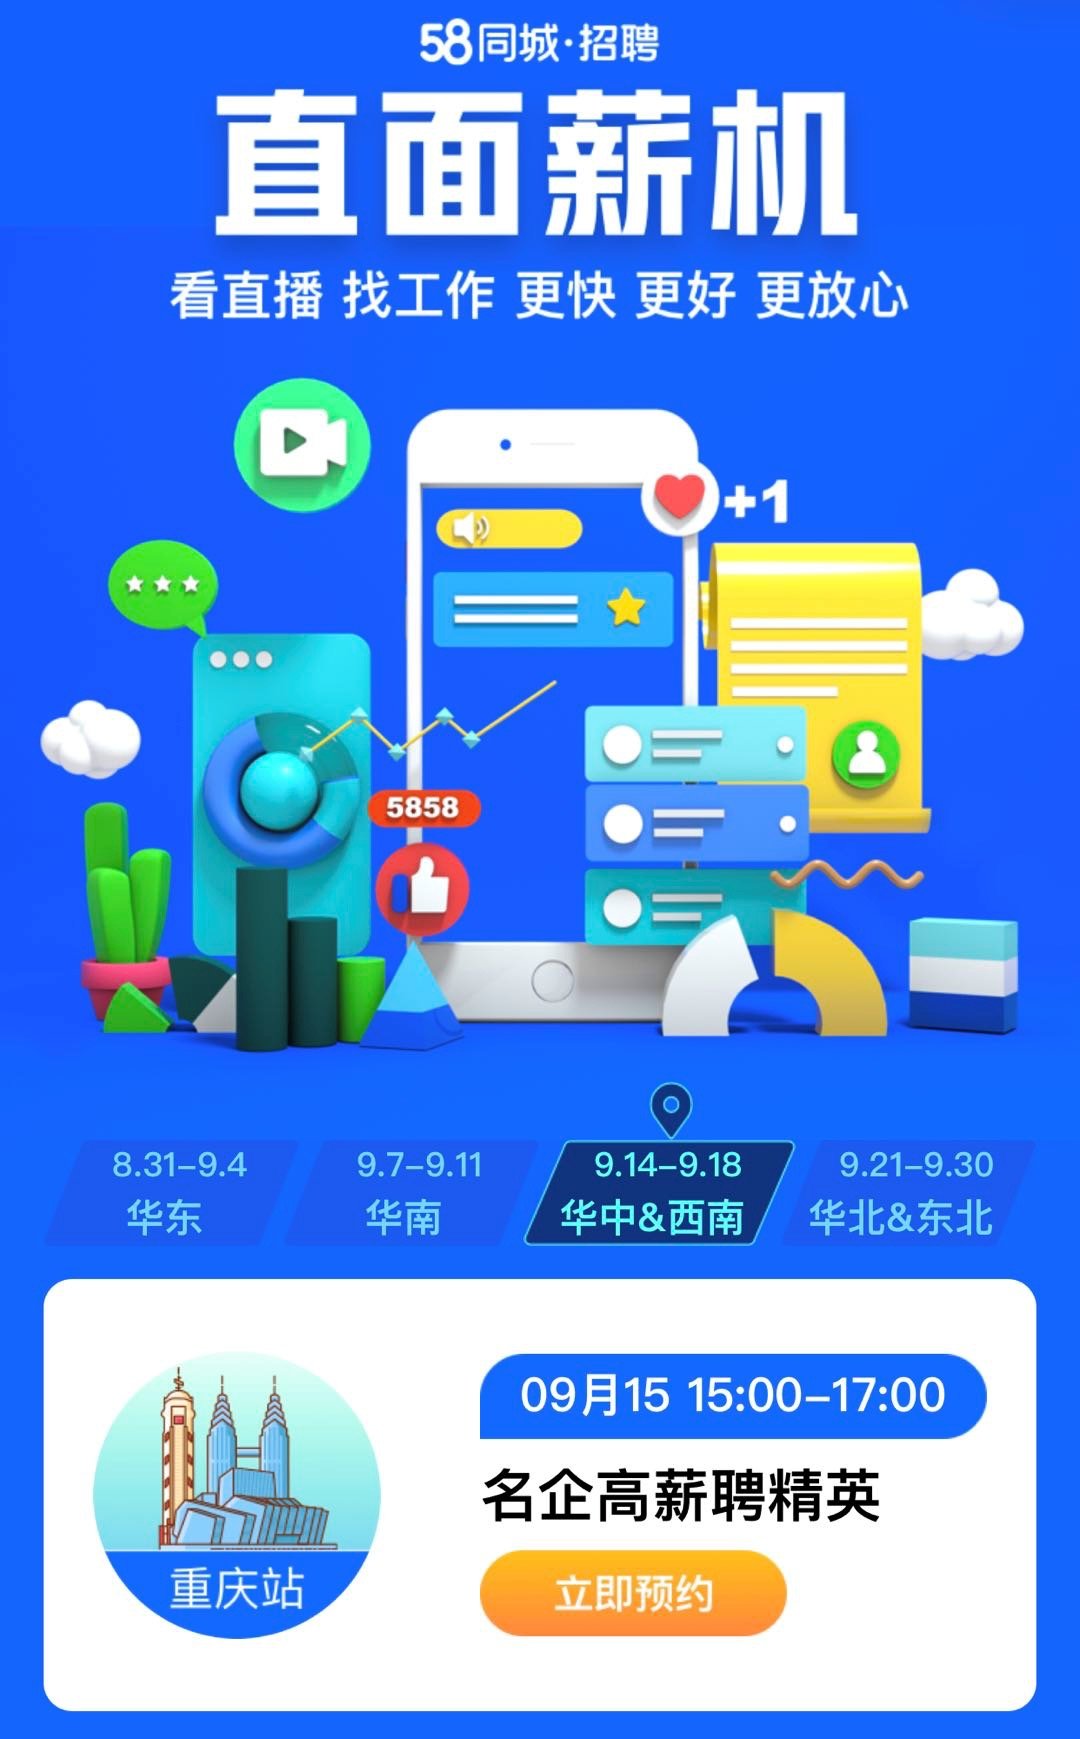 58同城·招聘
直面薪机
看直播 找工作 更快 更好 更放心
+1
5858
8.31-9.4
华东
9.7-9.11
华南
9.14-9.18
华中&西南
9.21-9.30
华北&东北
09月15 15:00-17:00
名企高薪聘精英
立即预约
重庆站